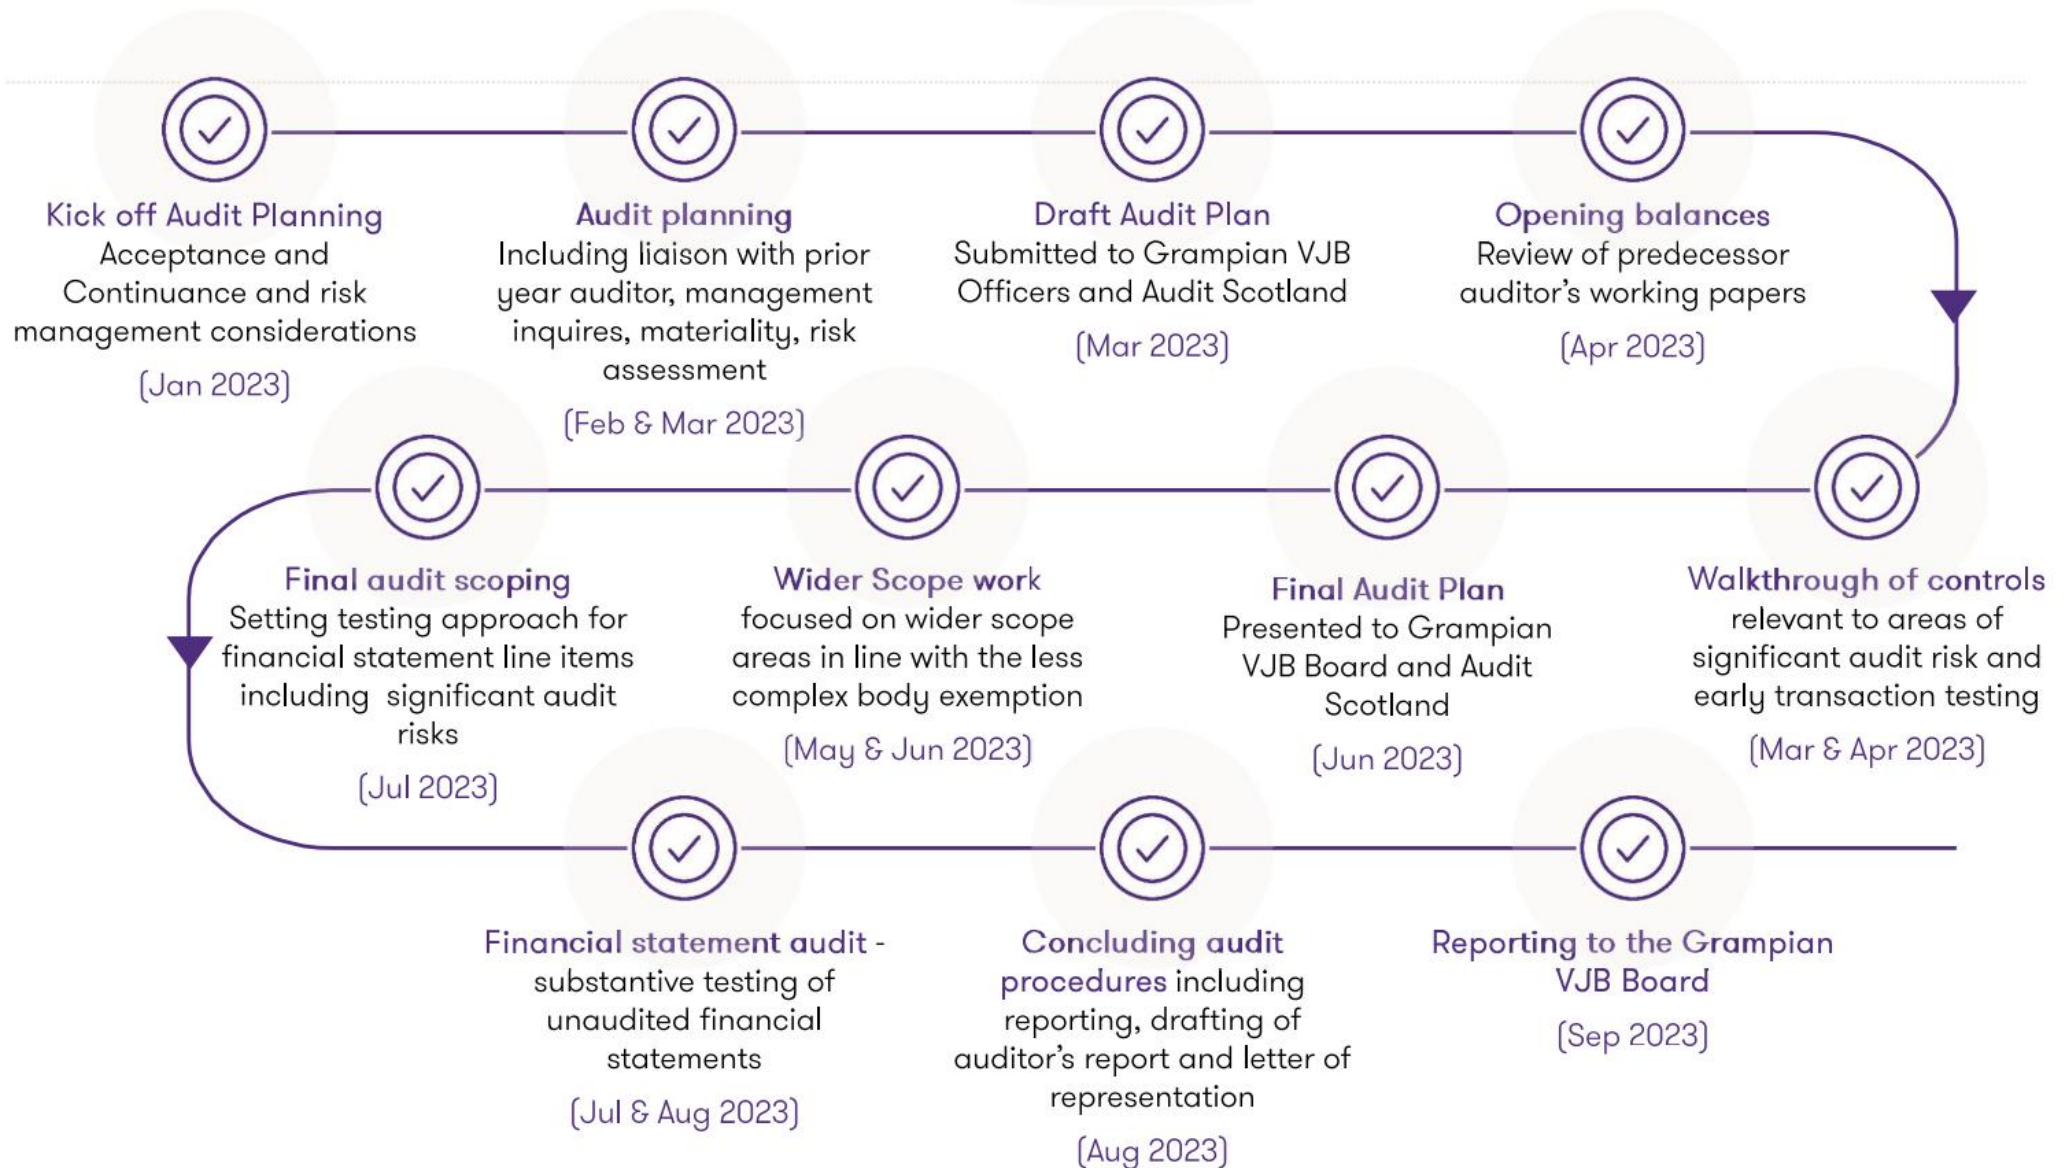 Kick off Audit Planning
Acceptance and
Continuance and risk
management considerations
(Jan 2023)
Audit planning
Including liaison with prior
year auditor, management
inquires, materiality, risk
assessment
(Feb & Mar 2023)
Draft Audit Plan
Submitted to Grampian VJB
Officers and Audit Scotland
(Mar 2023)
Opening balances
Review of predecessor
auditor's working papers
(Apr 2023)
Walkthrough of controls
relevant to areas of
significant audit risk and
early transaction testing
(Mar & Apr 2023)
Final Audit Plan
Presented to Grampian
VJB Board and Audit
Scotland
(Jun 2023)
Wider Scope work
focused on wider scope
areas in line with the less
complex body exemption
(May & Jun 2023)
Final audit scoping
Setting testing approach for
financial statement line items
including significant audit
risks
(Jul 2023)
Financial statement audit -
substantive testing of
unaudited financial
statements
(Jul & Aug 2023)
Concluding audit
procedures including
reporting, drafting of
auditor's report and letter of
representation
(Aug 2023)
Reporting to the Grampian
VJB Board
(Sep 2023)